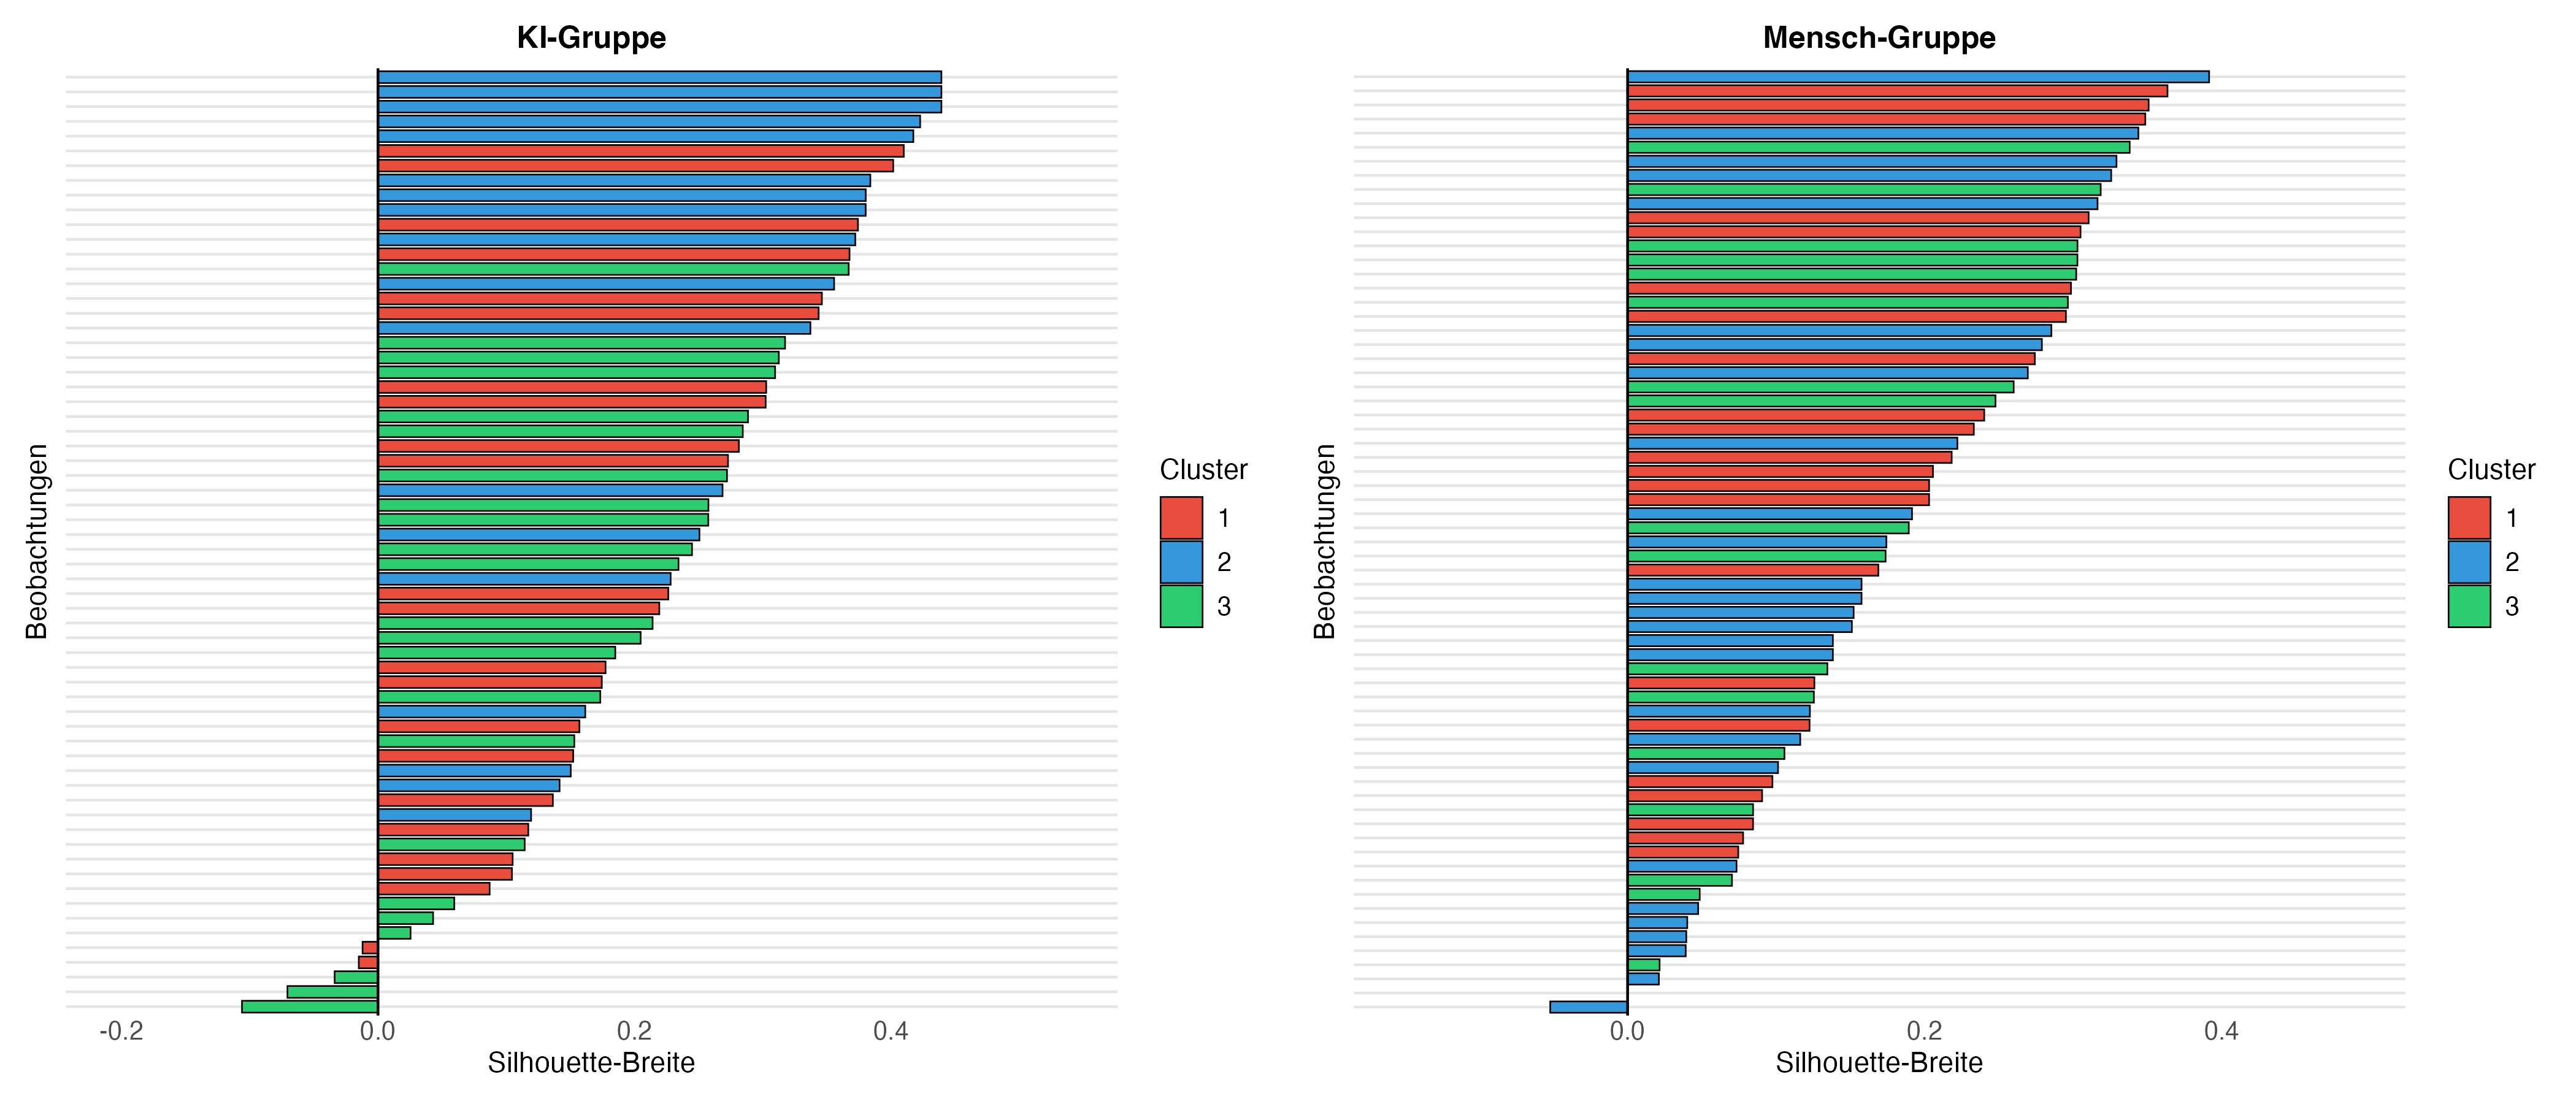 KI-Gruppe
Beobachtungen
-0.2 0.0 0.2 0.4
Silhouette-Breite
Cluster
1
2
3
Mensch-Gruppe
Beobachtungen
0.0 0.2 0.4
Silhouette-Breite
Cluster
1
2
3